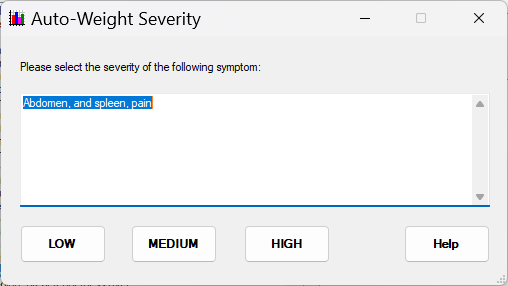 Auto-Weight Severity
Please select the severity of the following symptom:
Abdomen, and spleen, pain
LOW MEDIUM HIGH Help